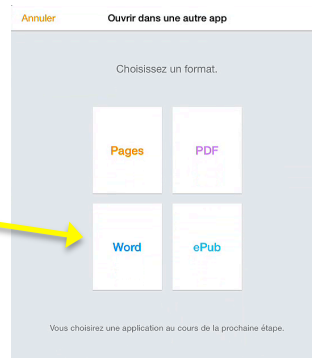 Annuler Ouvrir dans une autre app
Choisissez un format.
Pages PDF
Word ePub
Vous choisirez une application au cours de la prochaine étape.